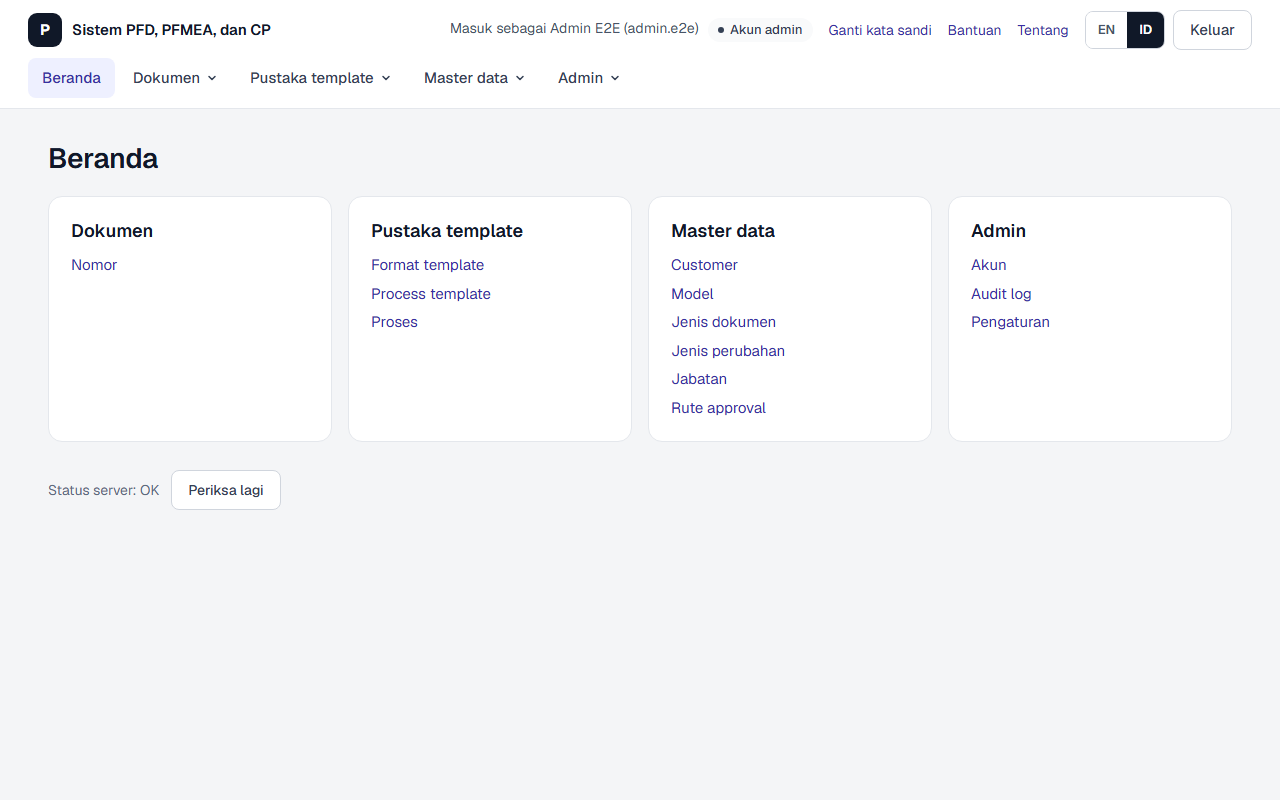 P Sistem PFD, PFMEA, dan CP Masuk sebagai Admin E2E (admin.e2e) Akun admin Ganti kata sandi Bantuan Tentang EN ID Keluar
Beranda Dokumen Pustaka template Master data Admin
Beranda
Dokumen
Nomor
Pustaka template
Format template
Process template
Proses
Master data
Customer
Model
Jenis dokumen
Jenis perubahan
Jabatan
Rute approval
Admin
Akun
Audit log
Pengaturan
Status server: OK Periksa lagi